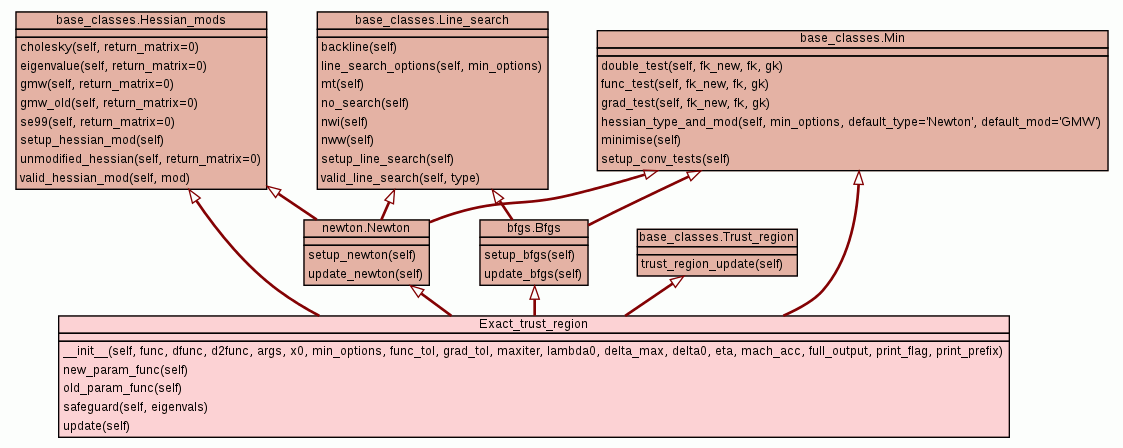 base_classes.Hessian_mods
cholesky(self, return_matrix=0)
eigenvalue(self, return_matrix=0)
gmw(self, return_matrix=0)
gmw_old(self, return_matrix=0)
se99(self, return_matrix=0)
setup_hessian_mod(self)
unmodified_hessian(self, return_matrix=0)
valid_hessian_mod(self, mod)
base_classes.Line_search
backline(self)
line_search_options(self, min_options)
mt(self)
no_search(self)
nwi(self)
nww(self)
setup_line_search(self)
valid_line_search(self, type)
base_classes.Min
double_test(self, fk_new, fk, gk)
func_test(self, fk_new, fk, gk)
grad_test(self, fk_new, fk, gk)
hessian_type_and_mod(self, min_options, default_type='Newton', default_mod='GMW')
minimise(self)
setup_conv_tests(self)
newton.Newton
setup_newton(self)
update_newton(self)
bfgs.Bfgs
setup_bfgs(self)
update_bfgs(self)
base_classes.Trust_region
trust_region_update(self)
Exact_trust_region
__init__(self, func, dfunc, d2func, args, x0, min_options, func_tol, grad_tol, maxiter, lambda0, delta_max, delta0, eta, mach_acc, full_output, print_flag, print_prefix)
new_param_func(self)
old_param_func(self)
safeguard(self, eigenvals)
update(self)